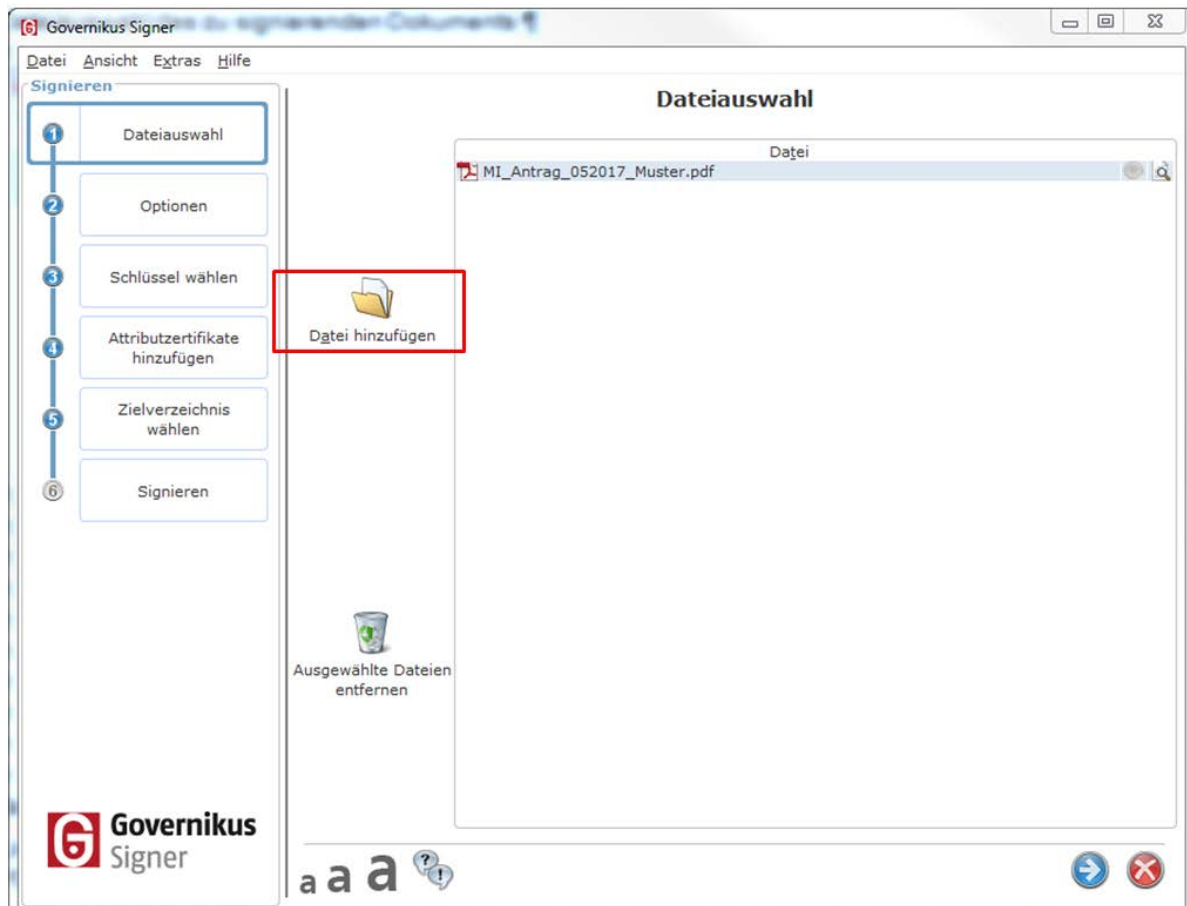 Governikus Signer
Datei Ansicht Extras Hilfe
Signieren
1 Dateiauswahl
2 Optionen
3 Schlüssel wählen
4 Attributzertifikate
hinzufügen
5 Zielverzeichnis
wählen
6 Signieren
Governikus
Signer
Dateiauswahl
Datei
MI_Antrag_052017_Muster.pdf
Datei hinzufügen
Ausgewählte Dateien
entfernen
a a a ? !